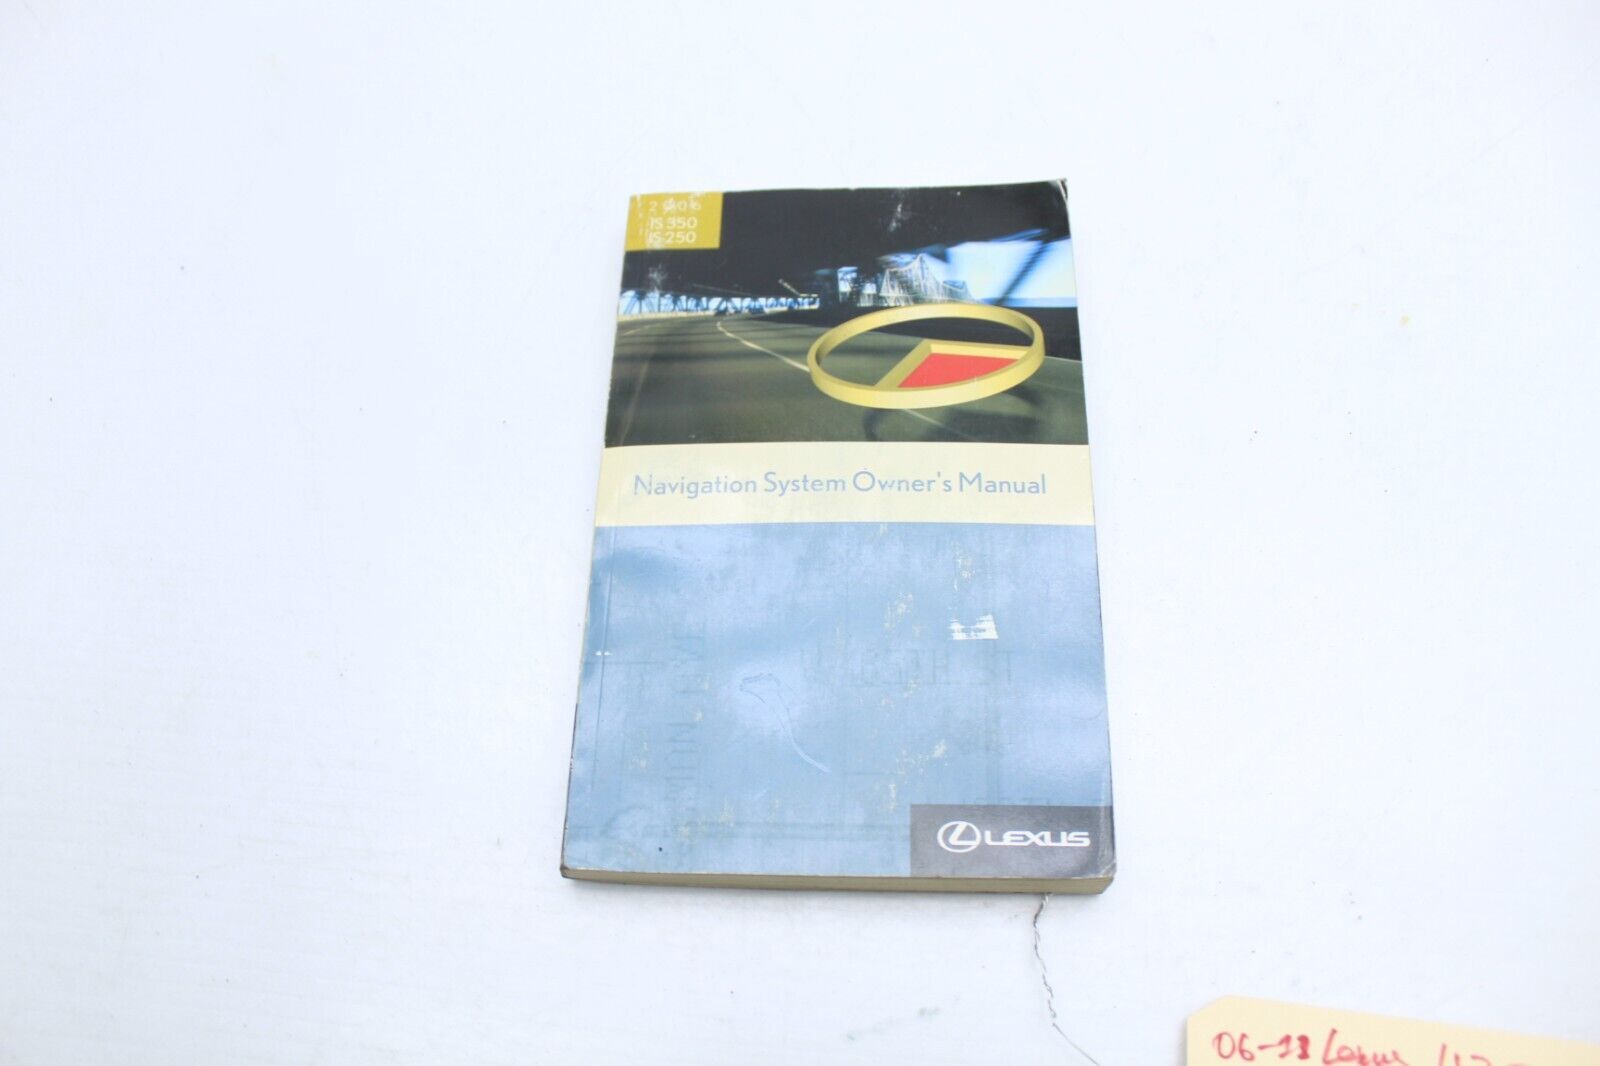 2006
IS 350
IS 250
Navigation System Owner's Manual
LEXUS
06-13 Lexus